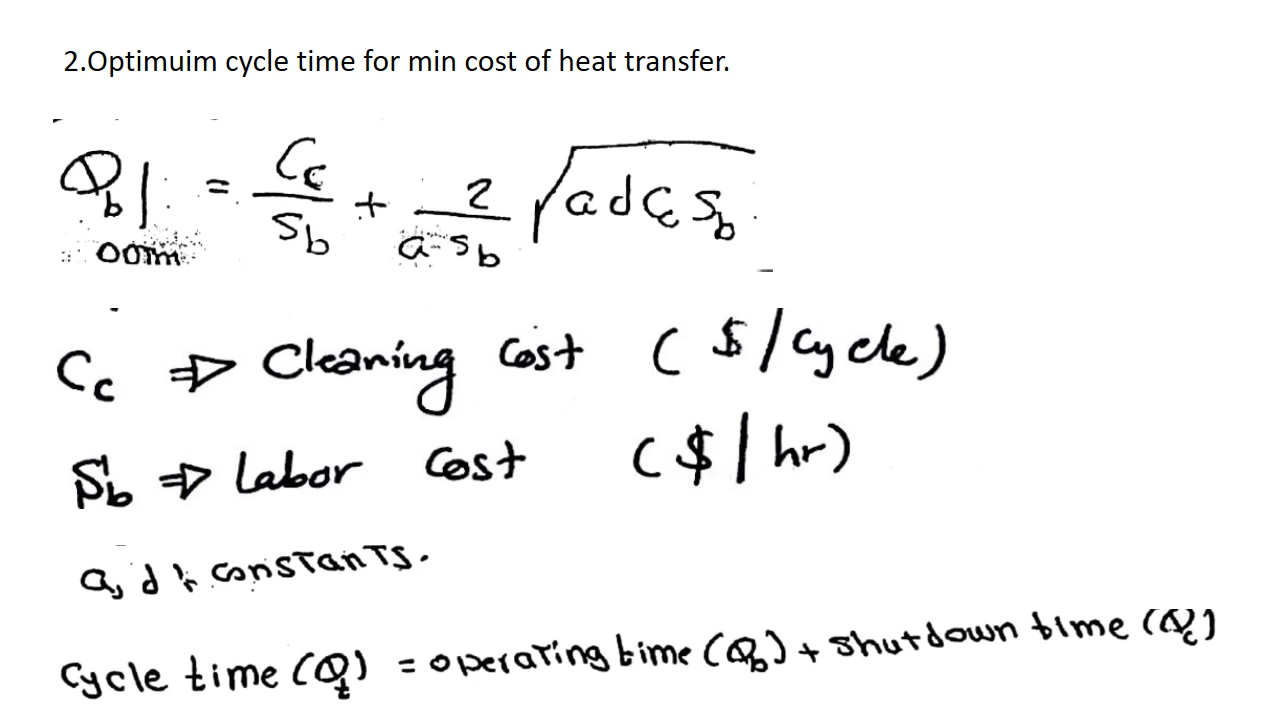 2.Optimuim cycle time for min cost of heat transfer.
θb|opтm = Cc/Sb + 2/(a Sb) √(a d Cc Sb)
Cc ⇒ Cleaning Cost ($/cycle)
Sb ⇒ Labor Cost ($/hr)
a, d : constants.
Cycle time (θt) = operating time (θb) + shutdown time (θc)